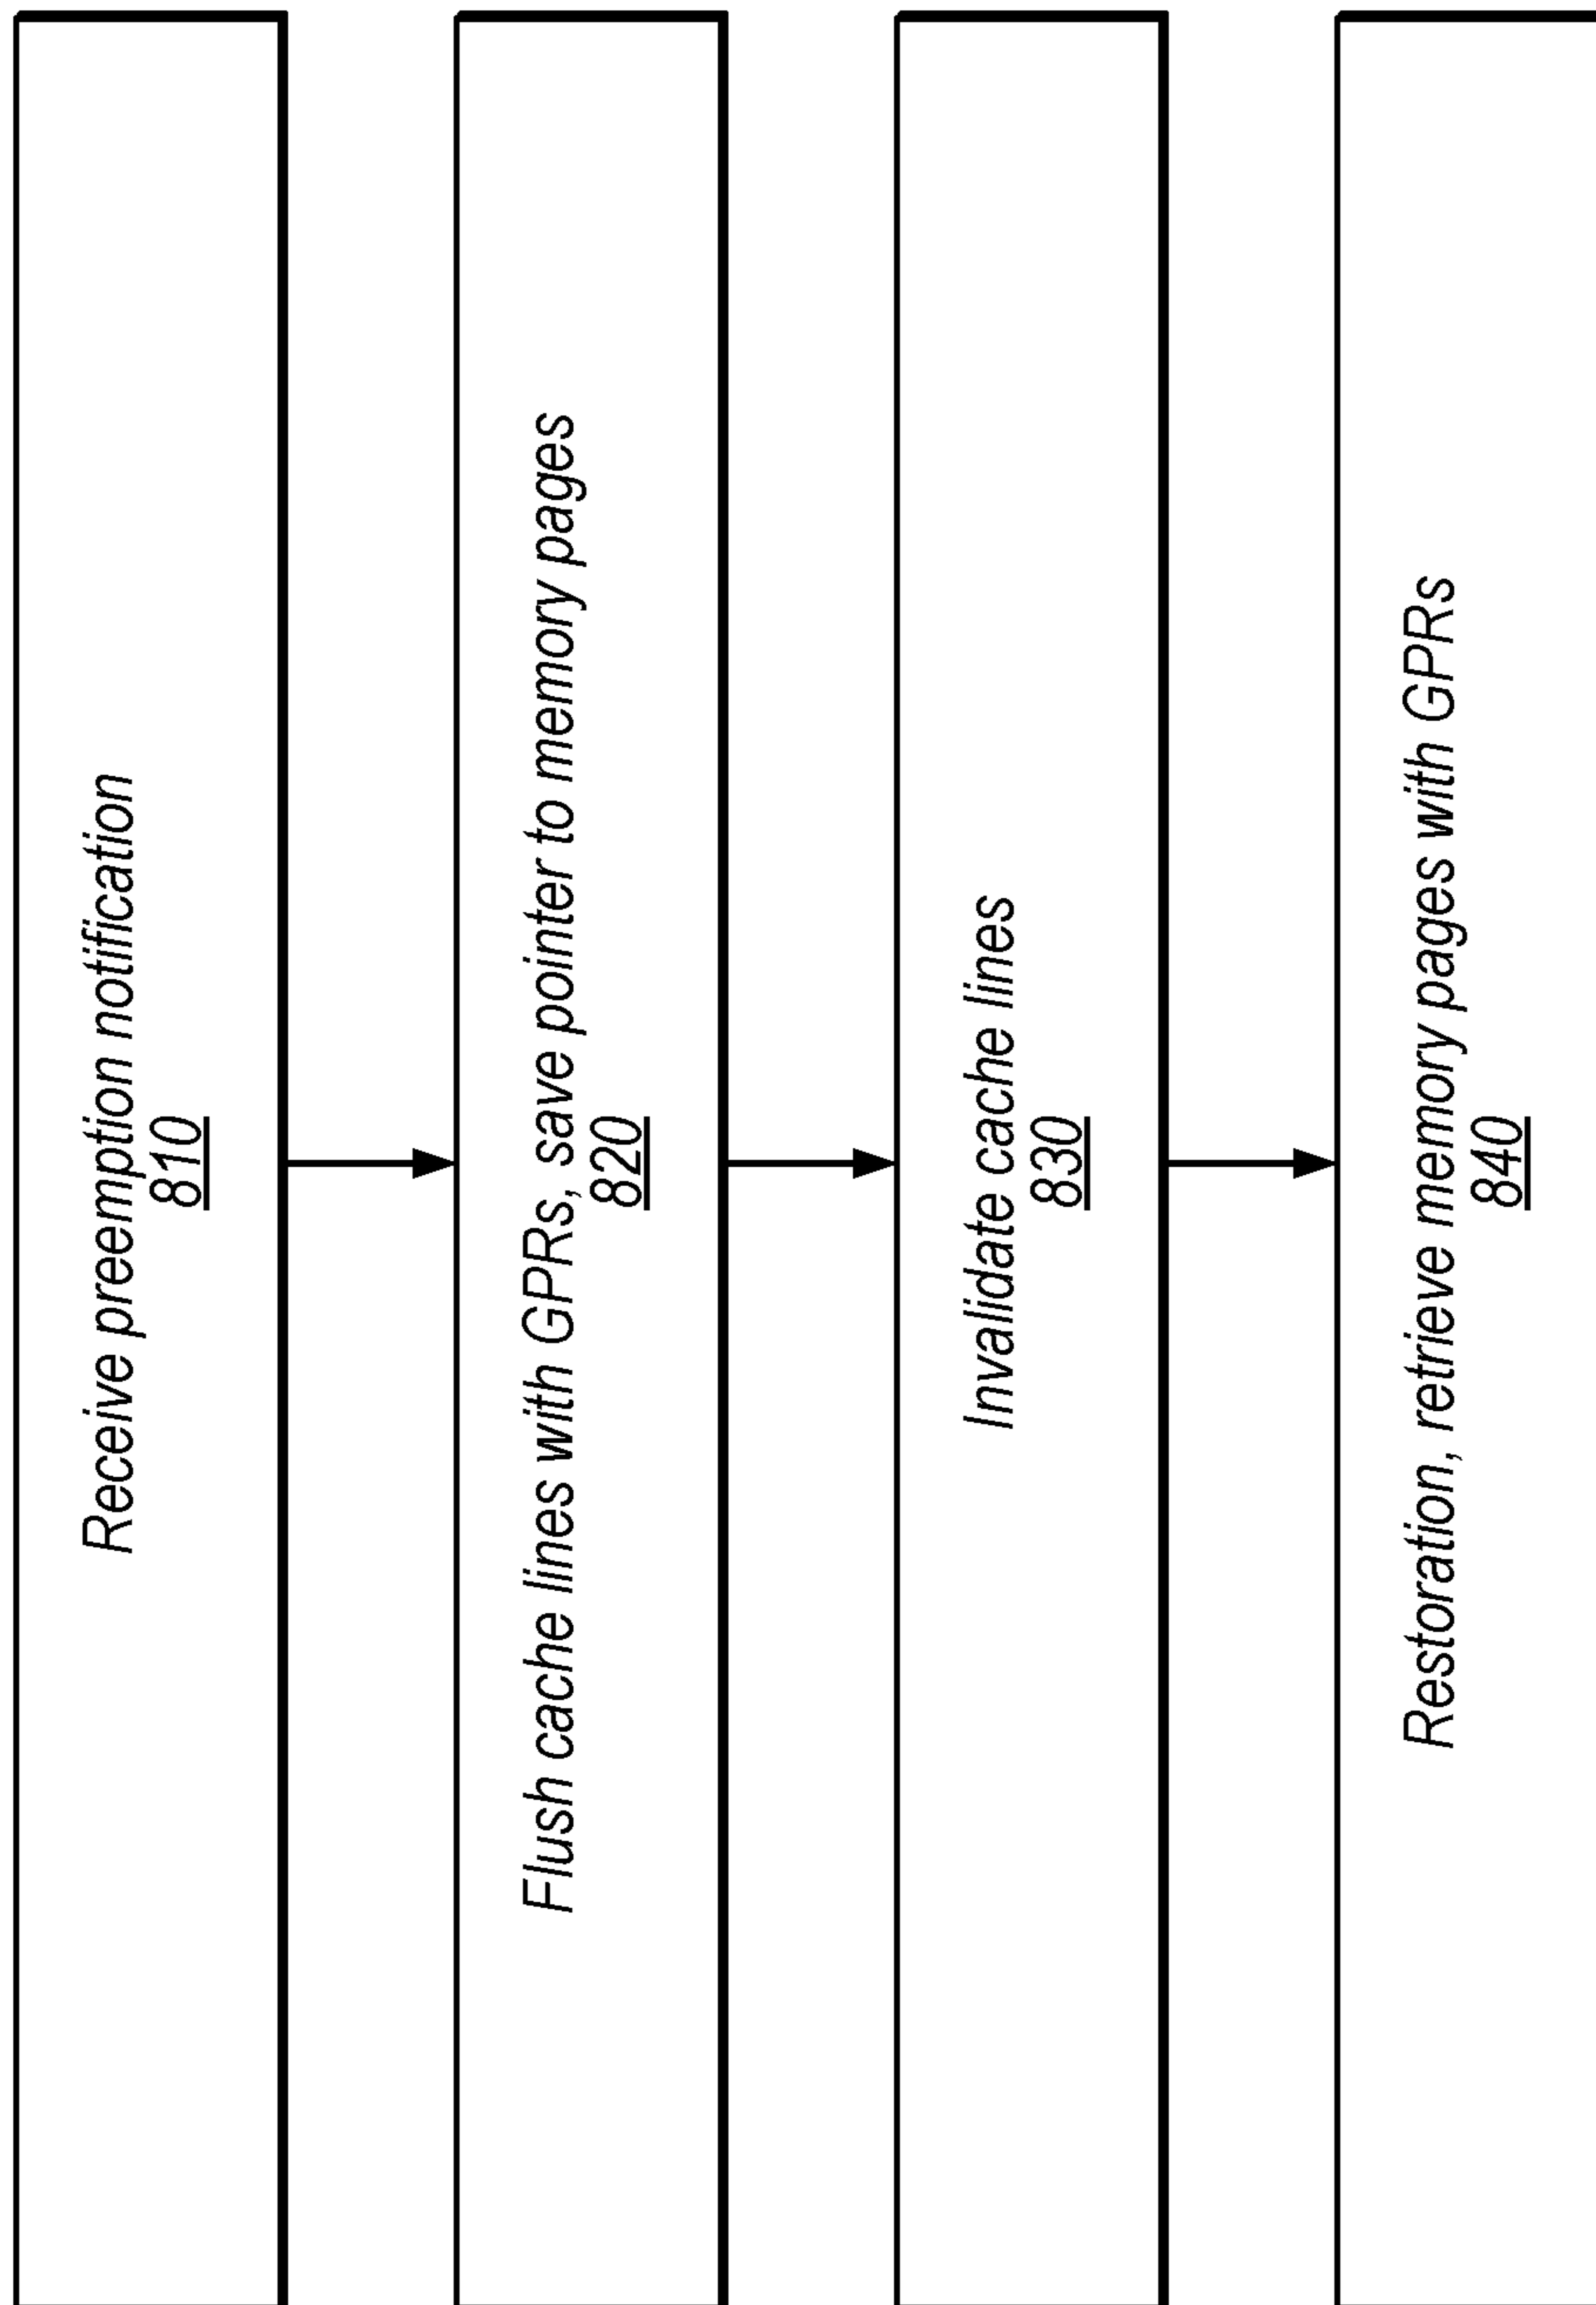 Receive preemption notification
810
Flush cache lines with GPRs, save pointer to memory pages
820
Invalidate cache lines
830
Restoration, retrieve memory pages with GPRs
840